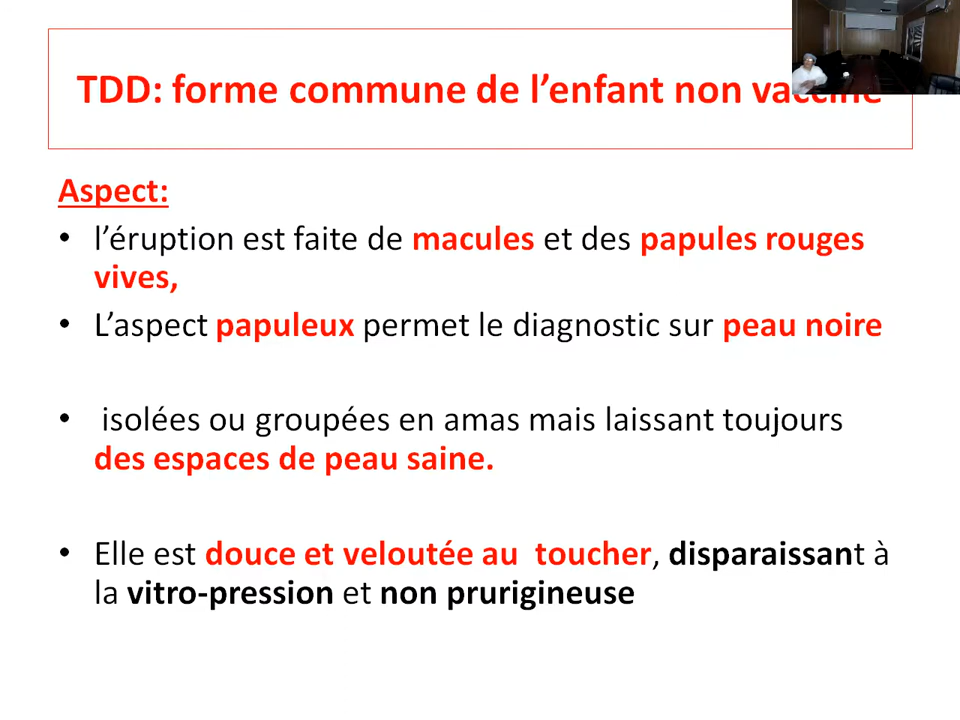 TDD: forme commune de l’enfant non vacciné
Aspect:
• l’éruption est faite de macules et des papules rouges
vives,
• L’aspect papuleux permet le diagnostic sur peau noire
• isolées ou groupées en amas mais laissant toujours
des espaces de peau saine.
• Elle est douce et veloutée au toucher, disparaissant à
la vitro-pression et non prurigineuse